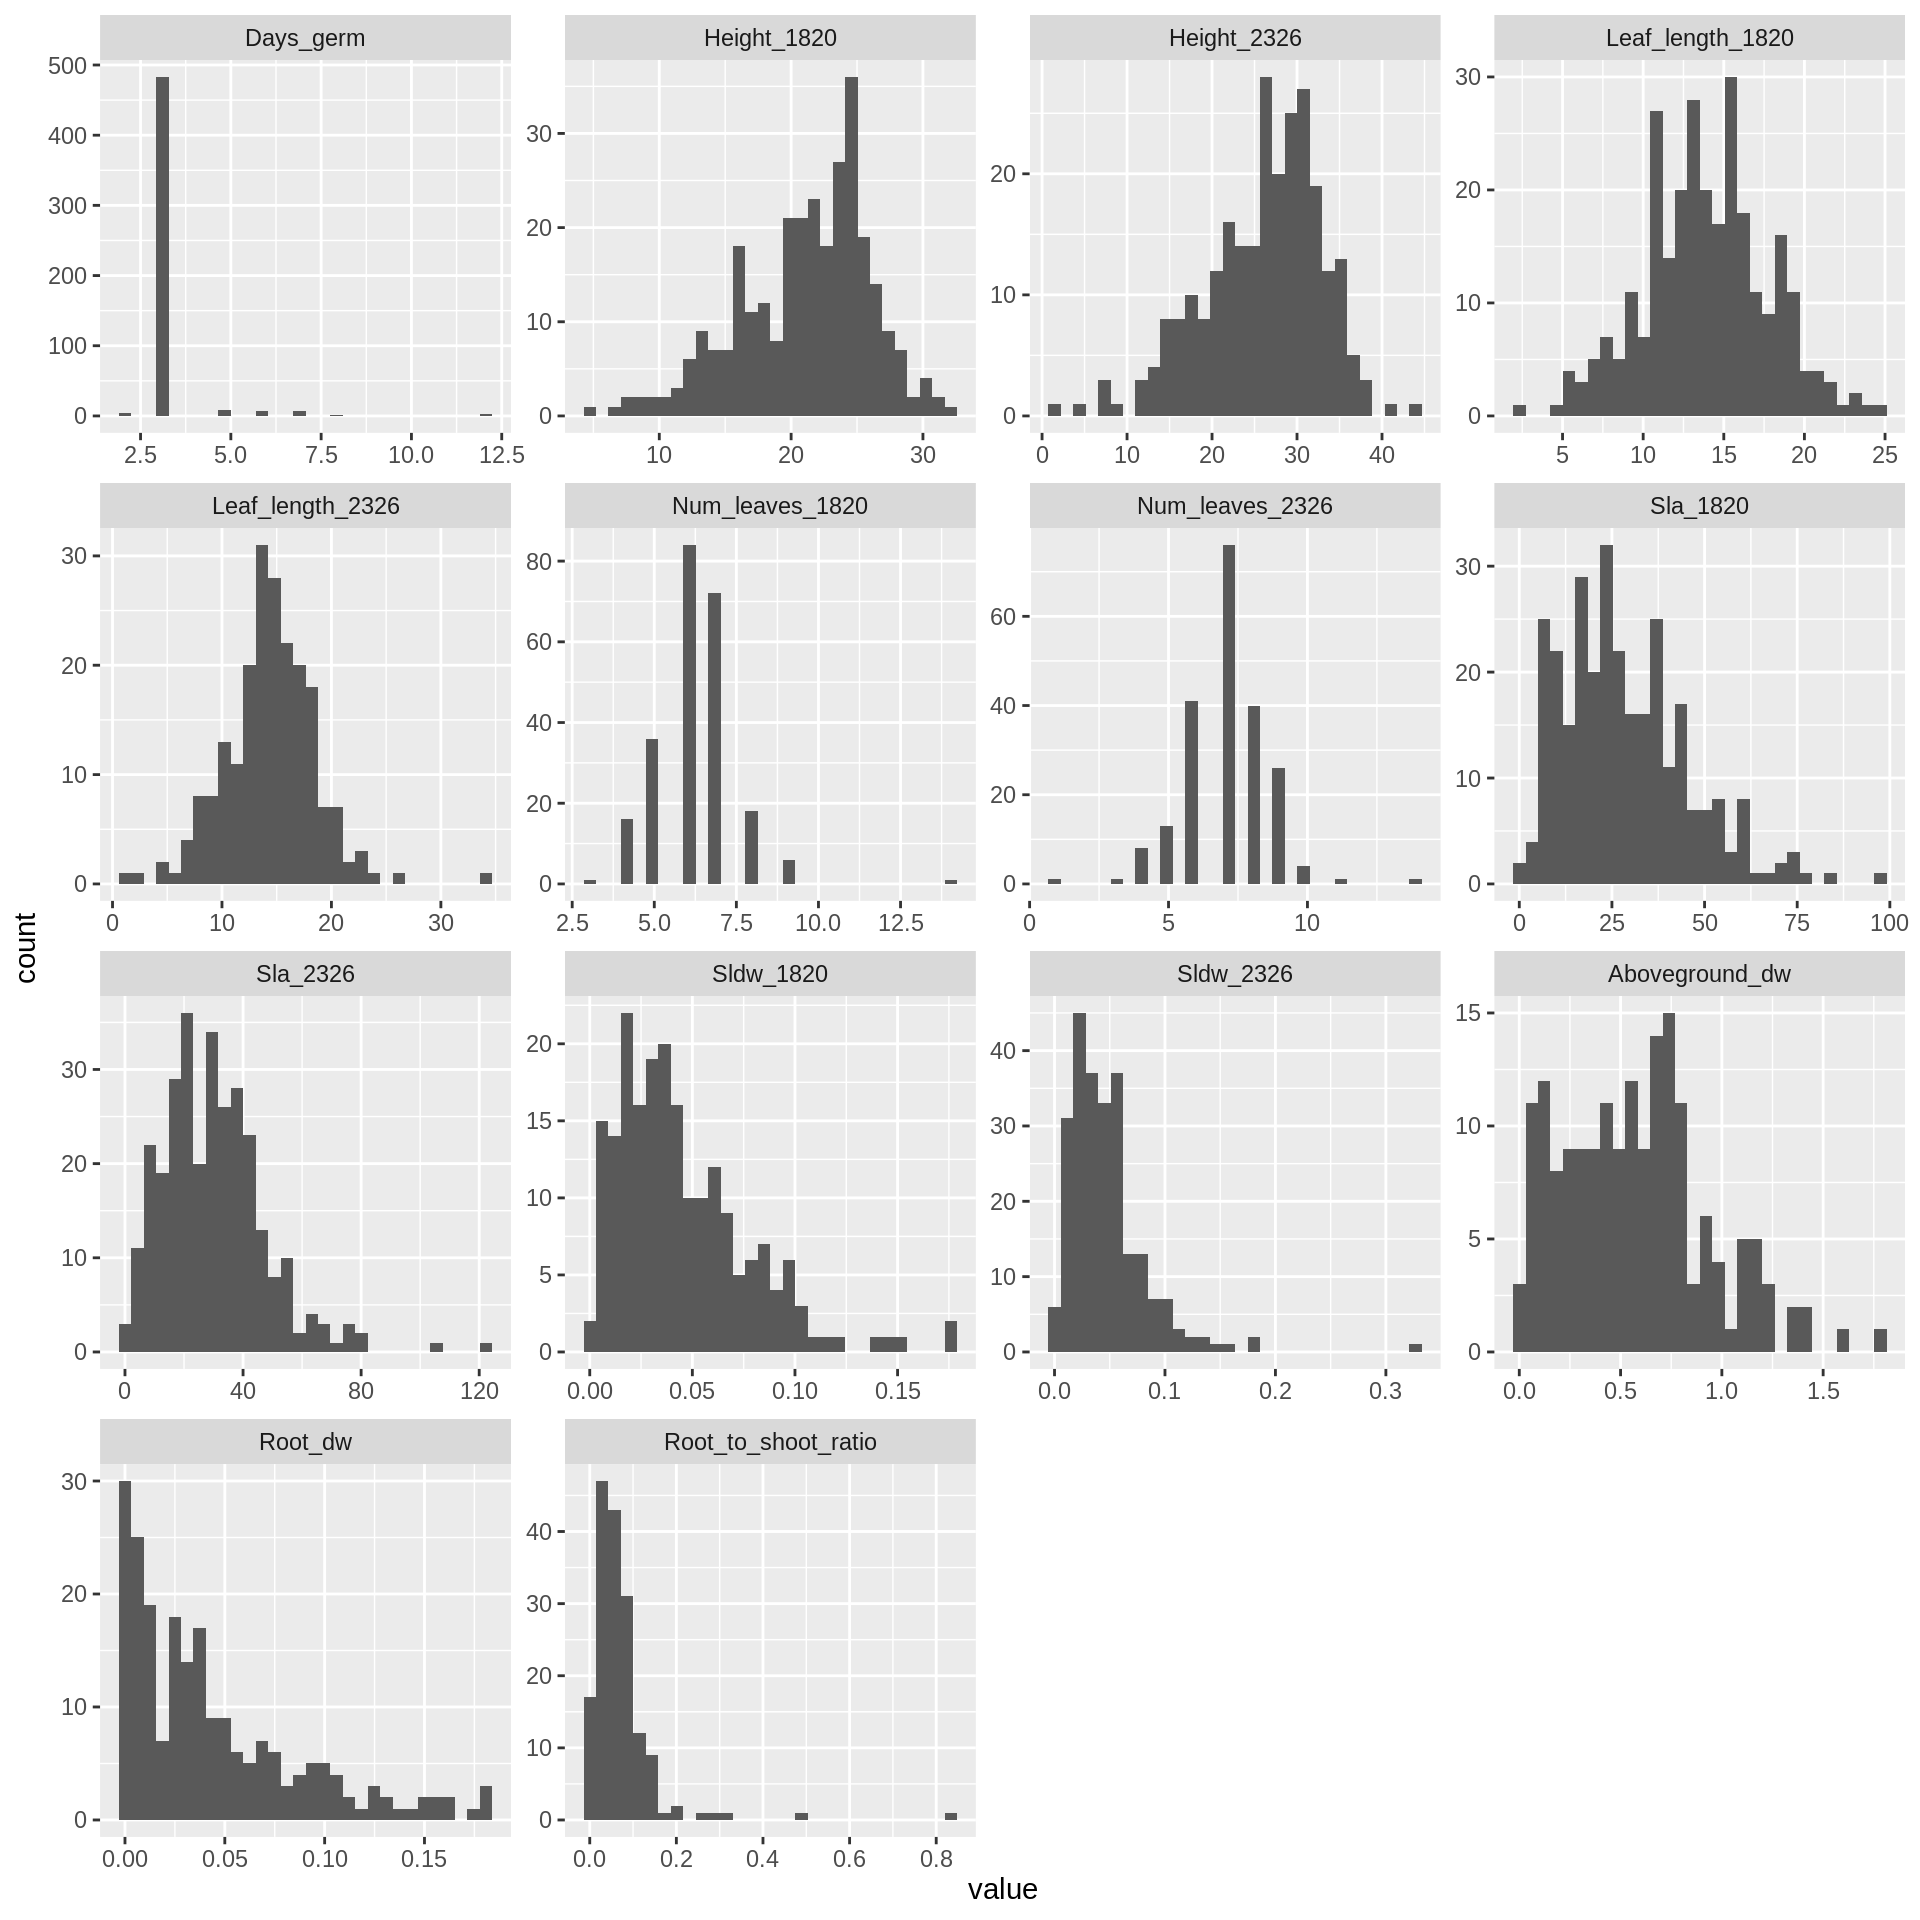 Days_germ
Height_1820
Height_2326
Leaf_length_1820
500
400
300
200
100
0
2.5 5.0 7.5 10.0 12.5
30
20
10
0
10 20 30
20
10
0
0 10 20 30 40
30
20
10
0
5 10 15 20 25
Leaf_length_2326
Num_leaves_1820
Num_leaves_2326
Sla_1820
30
20
10
0
0 10 20 30
80
60
40
20
0
2.5 5.0 7.5 10.0 12.5
60
40
20
0
0 5 10
30
20
10
0
0 25 50 75 100
count
Sla_2326
Sldw_1820
Sldw_2326
Aboveground_dw
30
20
10
0
0 40 80 120
20
15
10
5
0
0.00 0.05 0.10 0.15
40
30
20
10
0
0.0 0.1 0.2 0.3
15
10
5
0
0.0 0.5 1.0 1.5
Root_dw
Root_to_shoot_ratio
30
20
10
0
0.00 0.05 0.10 0.15
40
30
20
10
0
0.0 0.2 0.4 0.6 0.8
value